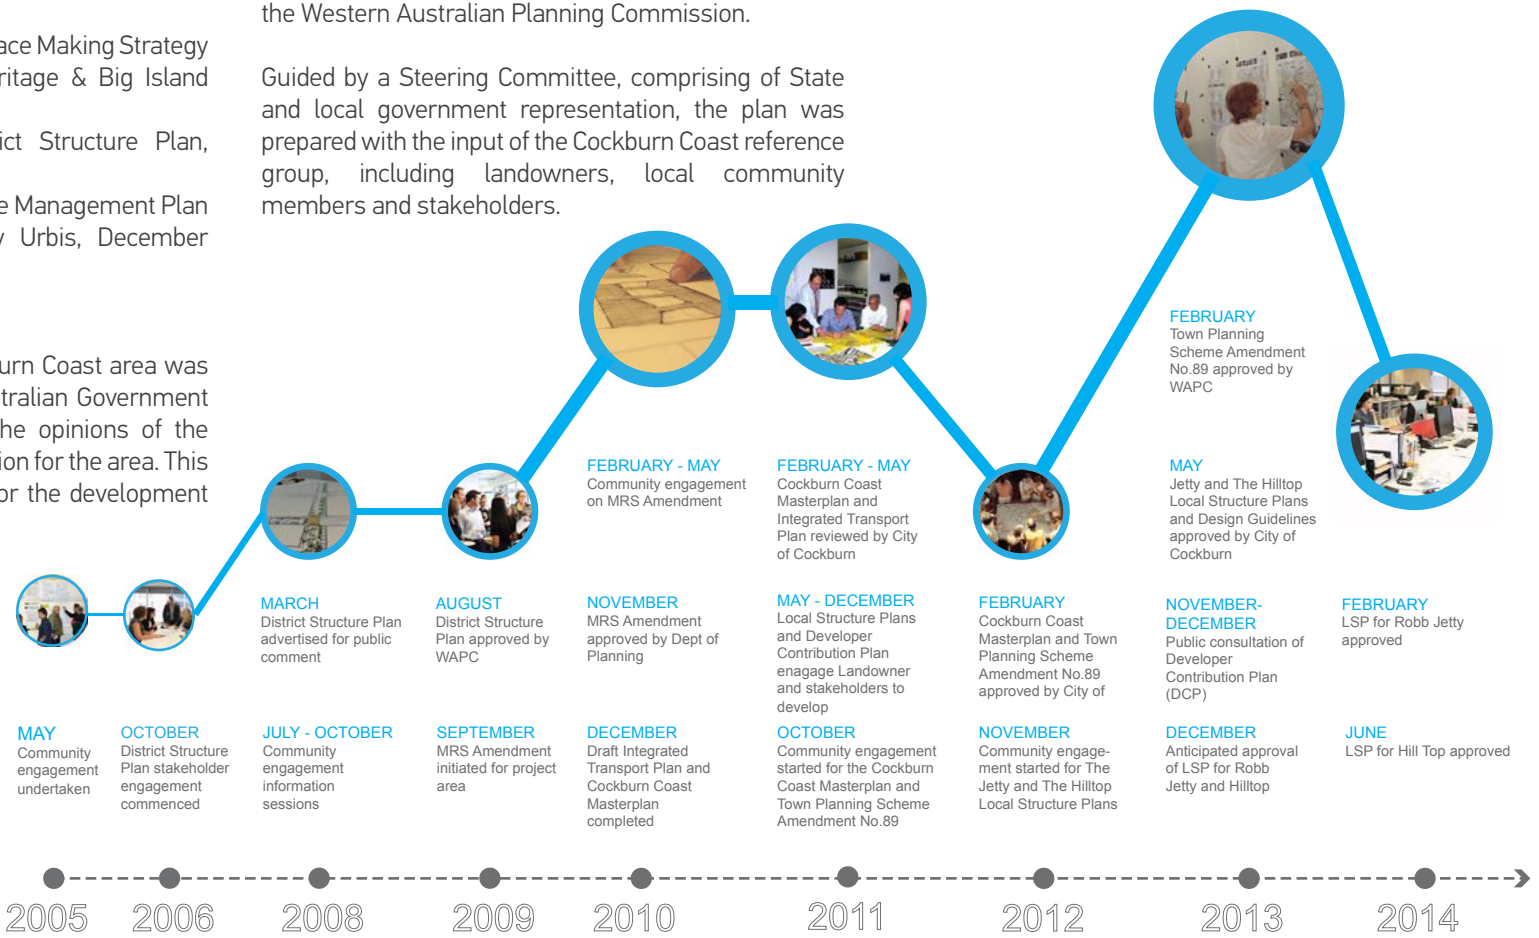 ace Making Strategy
ritage & Big Island
ict Structure Plan,
e Management Plan
y Urbis, December
urn Coast area was
tralian Government
he opinions of the
ion for the area. This
or the development
the Western Australian Planning Commission.
Guided by a Steering Committee, comprising of State
and local government representation, the plan was
prepared with the input of the Cockburn Coast reference
group, including landowners, local community
members and stakeholders.
MAY
Community
engagement
undertaken
OCTOBER
District Structure
Plan stakeholder
engagement
commenced
MARCH
District Structure Plan
advertised for public
comment
JULY - OCTOBER
Community
engagement
information
sessions
AUGUST
District Structure
Plan approved by
WAPC
SEPTEMBER
MRS Amendment
initiated for project
area
FEBRUARY - MAY
Community engagement
on MRS Amendment
NOVEMBER
MRS Amendment
approved by Dept of
Planning
DECEMBER
Draft Integrated
Transport Plan and
Cockburn Coast
Masterplan
completed
FEBRUARY - MAY
Cockburn Coast
Masterplan and
Integrated Transport
Plan reviewed by City
of Cockburn
MAY - DECEMBER
Local Structure Plans
and Developer
Contribution Plan
enagage Landowner
and stakeholders to
develop
OCTOBER
Community engagement
started for the Cockburn
Coast Masterplan and
Town Planning Scheme
Amendment No.89
FEBRUARY
Cockburn Coast
Masterplan and Town
Planning Scheme
Amendment No.89
approved by City of
NOVEMBER
Community engage-
ment started for The
Jetty and The Hilltop
Local Structure Plans
FEBRUARY
Town Planning
Scheme Amendment
No.89 approved by
WAPC
MAY
Jetty and The Hilltop
Local Structure Plans
and Design Guidelines
approved by City of
Cockburn
NOVEMBER-
DECEMBER
Public consultation of
Developer
Contribution Plan
(DCP)
DECEMBER
Anticipated approval
of LSP for Robb
Jetty and Hilltop
FEBRUARY
LSP for Robb Jetty
approved
JUNE
LSP for Hill Top approved
2005 2006 2008 2009 2010 2011 2012 2013 2014